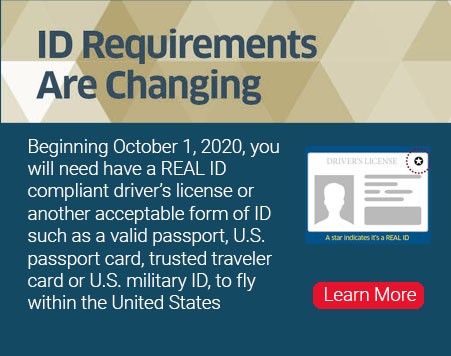 ID Requirements
Are Changing
Beginning October 1, 2020, you
will need have a REAL ID
compliant driver's license or
another acceptable form of ID
such as a valid passport, U.S.
passport card, trusted traveler
card or U.S. military ID, to fly
within the United States
DRIVER'S LICENSE
A star indicates it's a REAL ID
Learn More